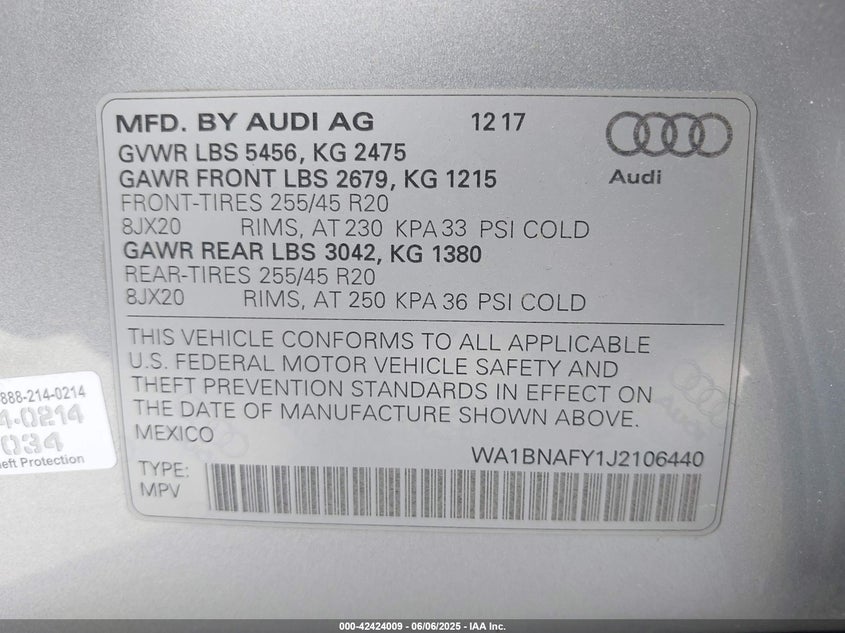 MFD. BY AUDI AG 12 17
Audi
GVWR LBS 5456, KG 2475
GAWR FRONT LBS 2679, KG 1215
FRONT-TIRES 255/45 R20
8JX20 RIMS, AT 230 KPA 33 PSI COLD
GAWR REAR LBS 3042, KG 1380
REAR-TIRES 255/45 R20
8JX20 RIMS, AT 250 KPA 36 PSI COLD
THIS VEHICLE CONFORMS TO ALL APPLICABLE
U.S. FEDERAL MOTOR VEHICLE SAFETY AND
THEFT PREVENTION STANDARDS IN EFFECT ON
THE DATE OF MANUFACTURE SHOWN ABOVE.
MEXICO
WA1BNAFY1J2106440
TYPE:
MPV
Audi
888-214-0214
4-0214
034
eft Protection
000-42424009 - 06/06/2025 - IAA Inc.